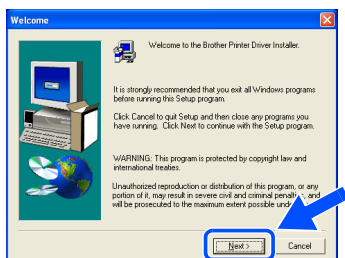 Welcome
Welcome to the Brother Printer Driver Installer.
It is strongly recommended that you exit all Windows programs
before running this Setup program.
Click Cancel to quit Setup and then close any programs you
have running. Click Next to continue with the Setup program.
WARNING: This program is protected by copyright law and
international treaties.
Unauthorized reproduction or distribution of this program, or any
portion of it, may result in severe civil and criminal penalties, and
will be prosecuted to the maximum extent possible
Next >
Cancel